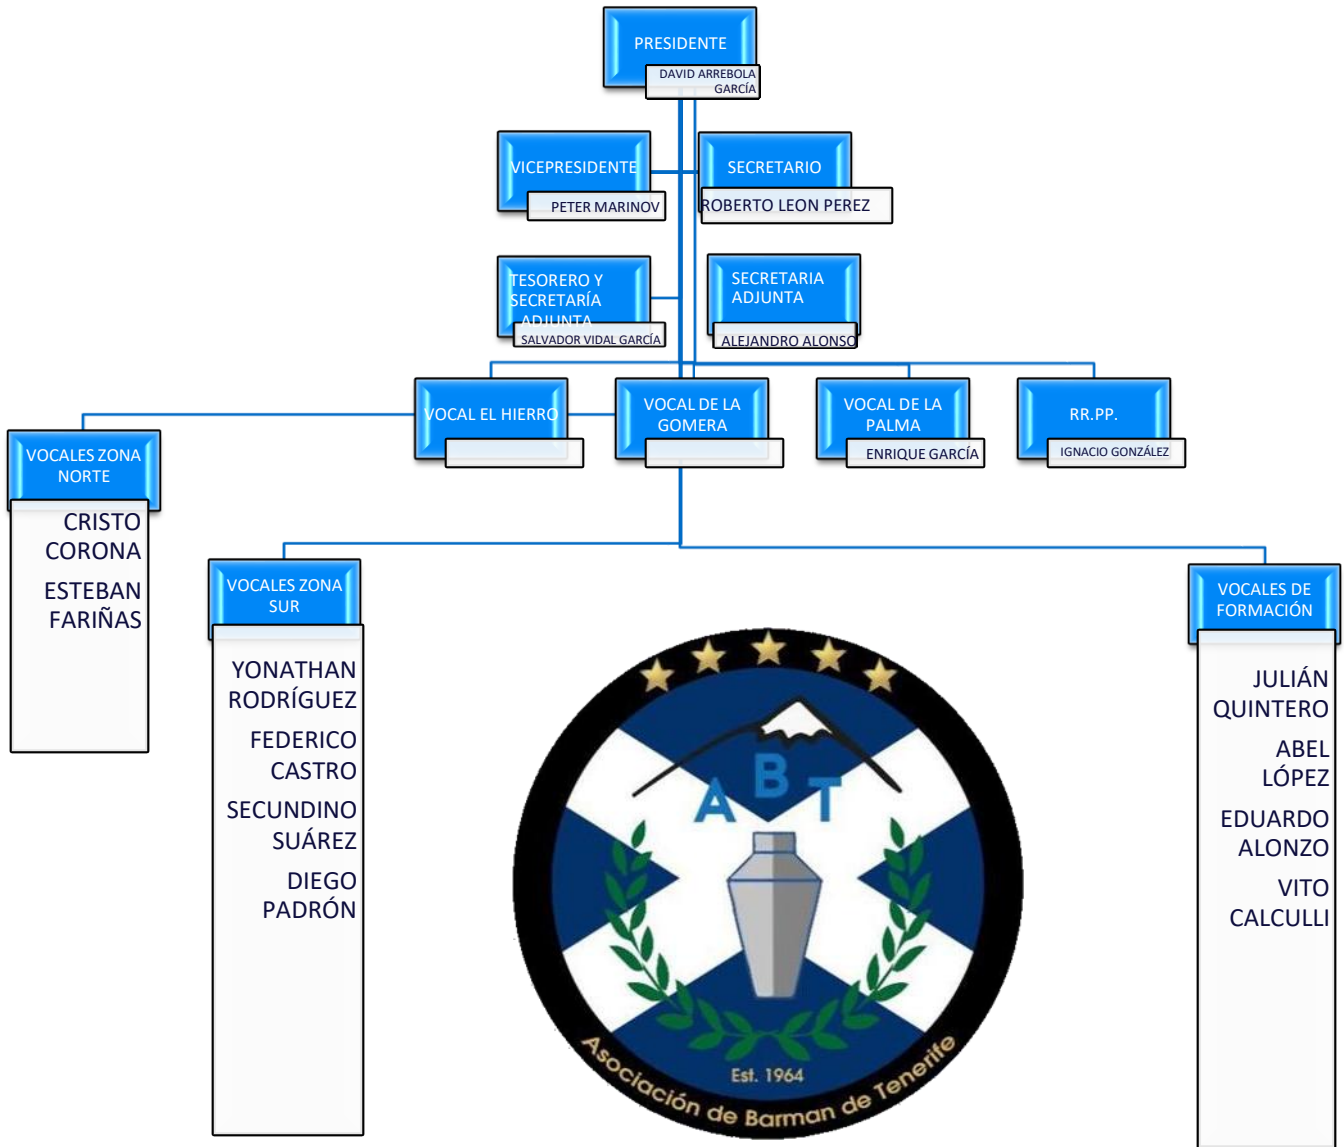 PRESIDENTE
DAVID ARREBOLA
GARCÍA
VICEPRESIDENTE
PETER MARINOV
SECRETARIO
ROBERTO LEON PEREZ
TESORERO Y
SECRETARÍA
ADJUNTA
SALVADOR VIDAL GARCÍA
SECRETARIA
ADJUNTA
ALEJANDRO ALONSO
VOCAL EL HIERRO
VOCAL DE LA
GOMERA
VOCAL DE LA
PALMA
ENRIQUE GARCÍA
RR.PP.
IGNACIO GONZÁLEZ
VOCALES ZONA
NORTE
CRISTO
CORONA
ESTEBAN
FARIÑAS
VOCALES ZONA
SUR
YONATHAN
RODRÍGUEZ
FEDERICO
CASTRO
SECUNDINO
SUÁREZ
DIEGO
PADRÓN
VOCALES DE
FORMACIÓN
JULIÁN
QUINTERO
ABEL
LÓPEZ
EDUARDO
ALONZO
VITO
CALCULLI
ABT
Est. 1964
Asociación de Barman de Tenerife